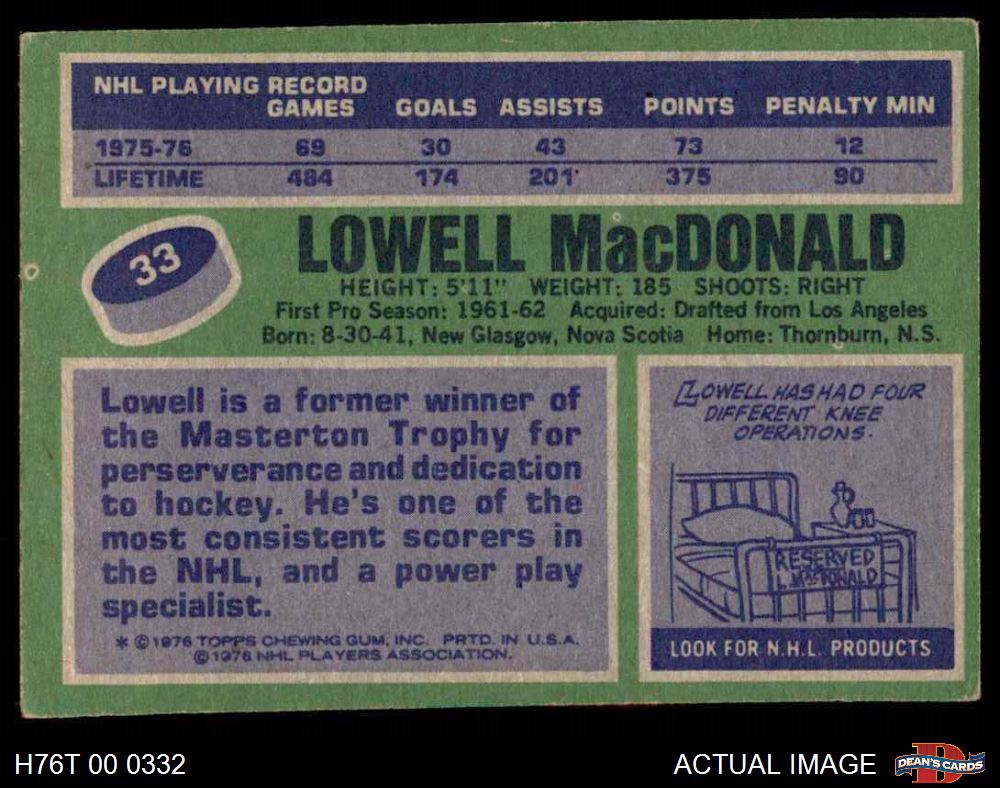 NHL PLAYING RECORD
GAMES GOALS ASSISTS POINTS PENALTY MIN
1975-76 69 30 43 73 12
LIFETIME 484 174 201 375 90
33
LOWELL MacDONALD
HEIGHT: 5'11" WEIGHT: 185 SHOOTS: RIGHT
First Pro Season: 1961-62 Acquired: Drafted from Los Angeles
Born: 8-30-41, New Glasgow, Nova Scotia Home: Thornburn, N.S.
Lowell is a former winner of
the Masterton Trophy for
perserverance and dedication
to hockey. He's one of the
most consistent scorers in
the NHL, and a power play
specialist.
* © 1976 TOPPS CHEWING GUM, INC. PRTD. IN U.S.A.
© 1976 NHL PLAYERS ASSOCIATION.
LOWELL HAS HAD FOUR
DIFFERENT KNEE
OPERATIONS.
RESERVED
L. MacDONALD
LOOK FOR N.H.L. PRODUCTS
H76T 00 0332
ACTUAL IMAGE
D
DEAN'S CARDS